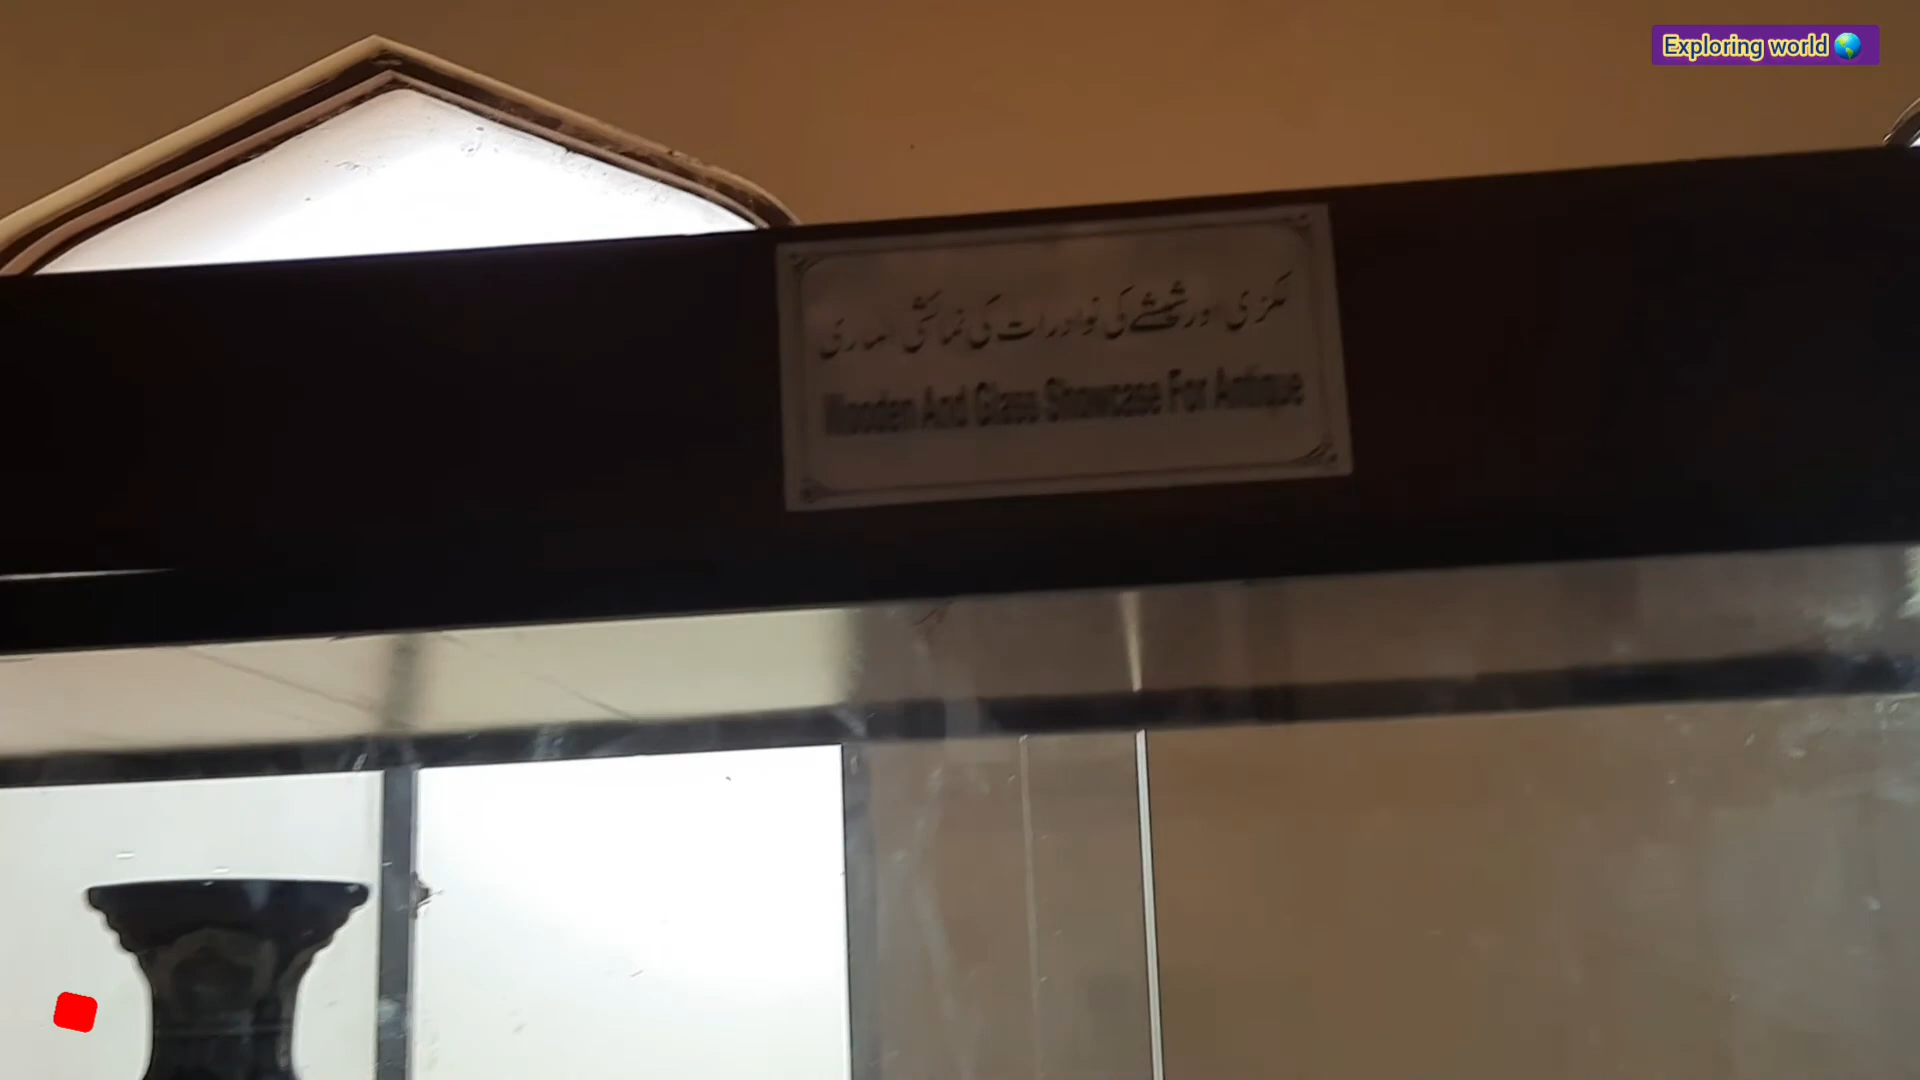 Exploring world 🌎
لکڑی اور شیشے کی نوادرات کی نمائشی الماری
Wooden And Glass Showcase For Antique